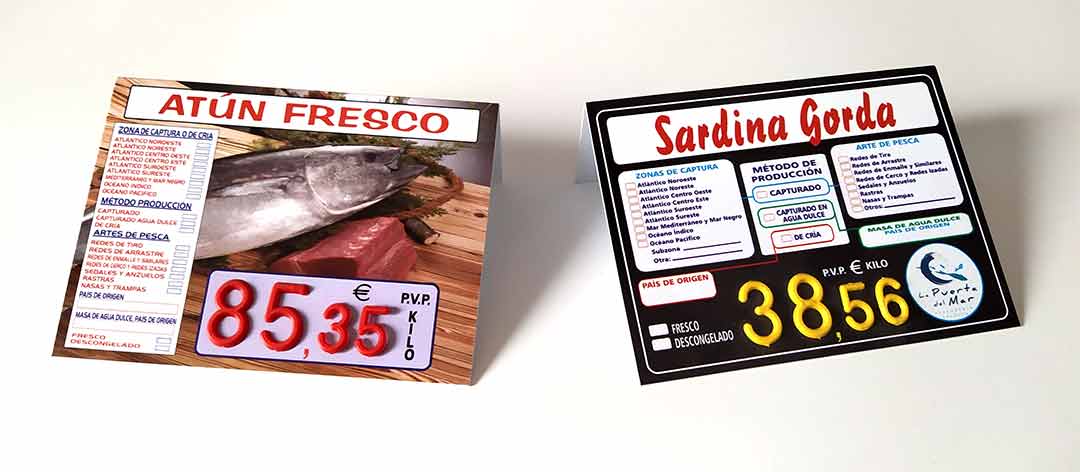 ATÚN FRESCO
ZONA DE CAPTURA O DE CRIA
ATLANTICO NOROESTE
ATLANTICO NORESTE
ATLANTICO CENTRO OESTE
ATLANTICO CENTRO ESTE
ATLANTICO SUROESTE
ATLANTICO SURESTE
MEDITERRANEO Y MAR NEGRO
OCEANO INDICO
OCEANO PACIFICO
MÉTODO PRODUCCIÓN
CAPTURADO
CAPTURADO AGUA DULCE
DE CRIA
ARTES DE PESCA
REDES DE TIRO
REDES DE ARRASTRE
REDES DE ENMALLE Y SIMILARES
REDES DE CERCO Y REDES IZADAS
SEDALES Y ANZUELOS
RASTRAS
NASAS Y TRAMPAS
PAIS DE ORIGEN
MASA DE AGUA DULCE, PAIS DE ORIGEN
FRESCO
DESCONGELADO
85,35 € P.V.P. KILO
Sardina Gorda
ZONAS DE CAPTURA
Atlántico Noroeste
Atlántico Noreste
Atlántico Centro Oeste
Atlántico Centro Este
Atlántico Suroeste
Atlántico Sureste
Mar Mediterráneo y Mar Negro
Océano Índico
Océano Pacífico
Subzona
Otra:
MÉTODO DE
PRODUCCIÓN
CAPTURADO
CAPTURADO EN
AGUA DULCE
DE CRÍA
ARTE DE PESCA
Redes de Tiro
Redes de Arrastre
Redes de Enmalle y Similares
Redes de Cerco y Redes Izadas
Sedales y Anzuelos
Rastras
Nasas y Trampas
Otros:
MASA DE AGUA DULCE
PAÍS DE ORIGEN
PAÍS DE ORIGEN
P.V.P. € KILO
38,56
FRESCO
DESCONGELADO
La Puerta
del Mar